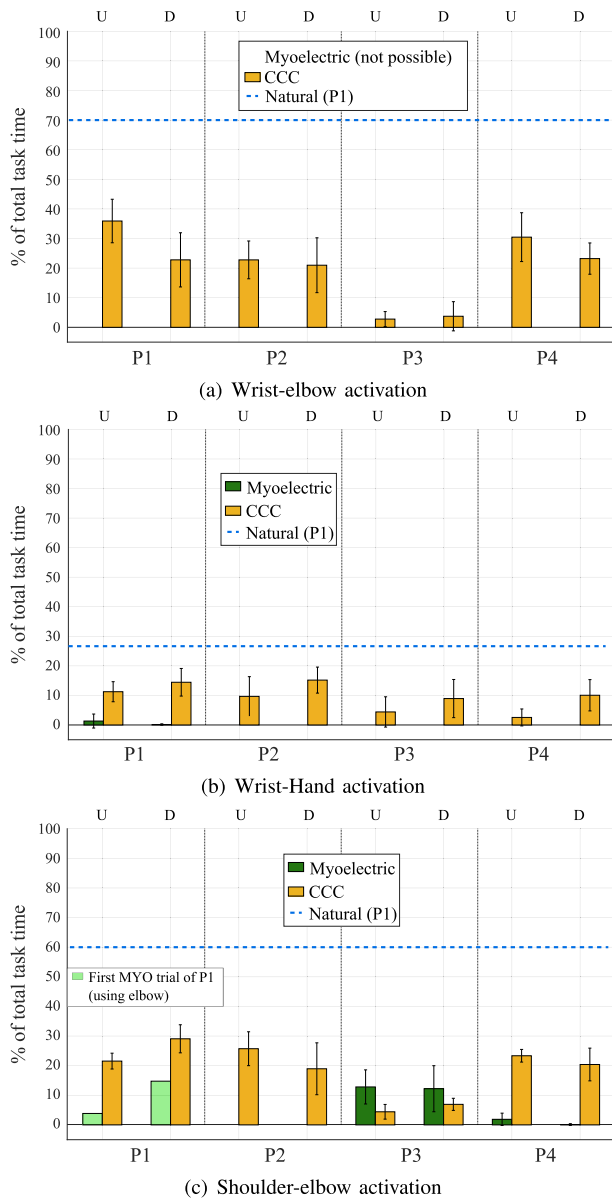 U D U D U D U D
100
90
80
70
60
50
40
30
20
10
0
% of total task time
Myoelectric (not possible)
CCC
Natural (P1)
P1 P2 P3 P4
(a) Wrist-elbow activation
U D U D U D U D
100
90
80
70
60
50
40
30
20
10
0
% of total task time
Myoelectric
CCC
Natural (P1)
P1 P2 P3 P4
(b) Wrist-Hand activation
U D U D U D U D
100
90
80
70
60
50
40
30
20
10
0
% of total task time
Myoelectric
CCC
Natural (P1)
First MYO trial of P1
(using elbow)
P1 P2 P3 P4
(c) Shoulder-elbow activation